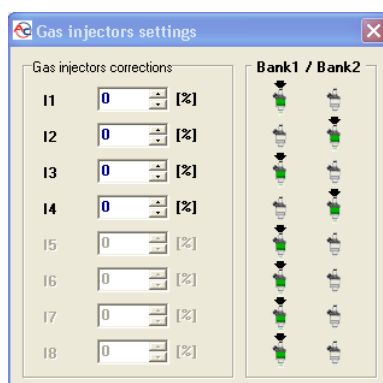 AC Gas injectors settings
Gas injectors corrections Bank1 / Bank2
I1 0 [%]
I2 0 [%]
I3 0 [%]
I4 0 [%]
I5 0 [%]
I6 0 [%]
I7 0 [%]
I8 0 [%]